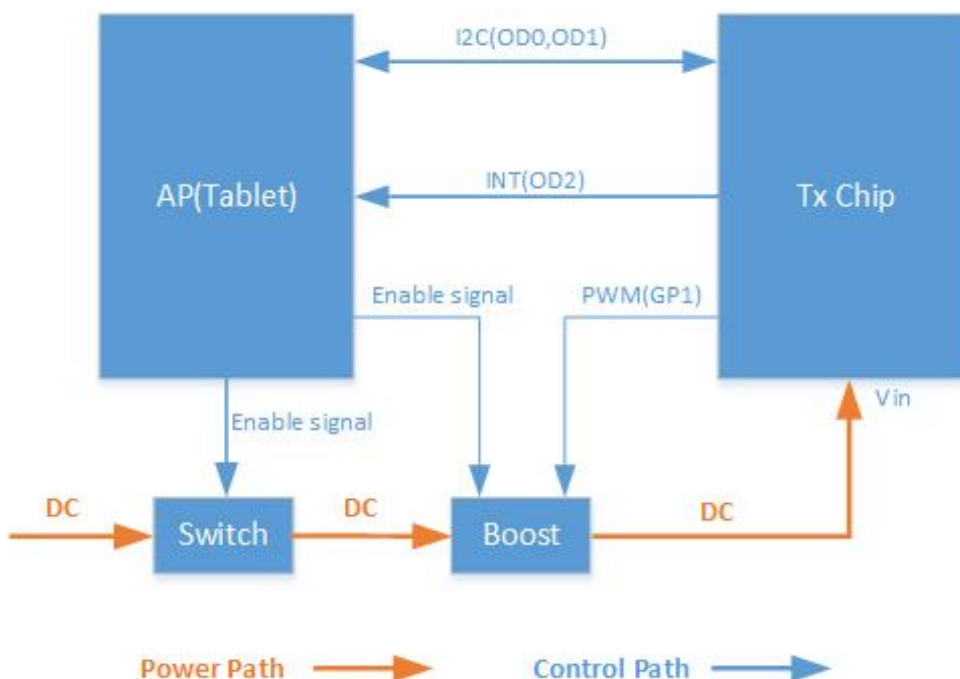 I2C(OD0,OD1)
AP(Tablet)
INT(OD2)
Tx Chip
Enable signal
PWM(GP1)
Vin
Enable signal
DC
Switch
DC
Boost
DC
Power Path
Control Path